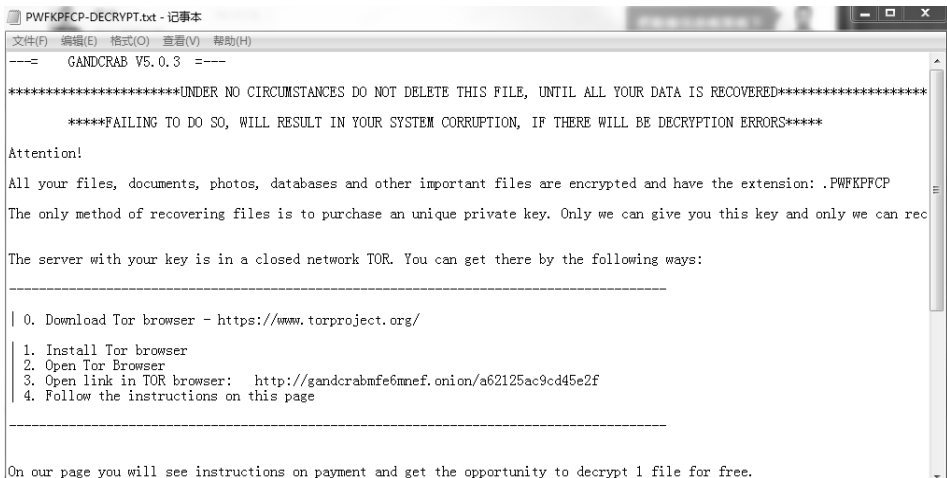 PWFKPFCP-DECRYPT.txt - 记事本
文件(F) 编辑(E) 格式(O) 查看(V) 帮助(H)
---= GANDCRAB V5.0.3 =---
***********************UNDER NO CIRCUMSTANCES DO NOT DELETE THIS FILE, UNTIL ALL YOUR DATA IS RECOVERED********************
*****FAILING TO DO SO, WILL RESULT IN YOUR SYSTEM CORRUPTION, IF THERE WILL BE DECRYPTION ERRORS*****
Attention!
All your files, documents, photos, databases and other important files are encrypted and have the extension: .PWFKPFCP
The only method of recovering files is to purchase an unique private key. Only we can give you this key and only we can rec
The server with your key is in a closed network TOR. You can get there by the following ways:
----------------------------------------------------------------------------------------
| 0. Download Tor browser - https://www.torproject.org/
| 1. Install Tor browser
| 2. Open Tor Browser
| 3. Open link in TOR browser: http://gandcrabmfe6mnef.onion/a62125ac9cd45e2f
| 4. Follow the instructions on this page
----------------------------------------------------------------------------------------
On our page you will see instructions on payment and get the opportunity to decrypt 1 file for free.